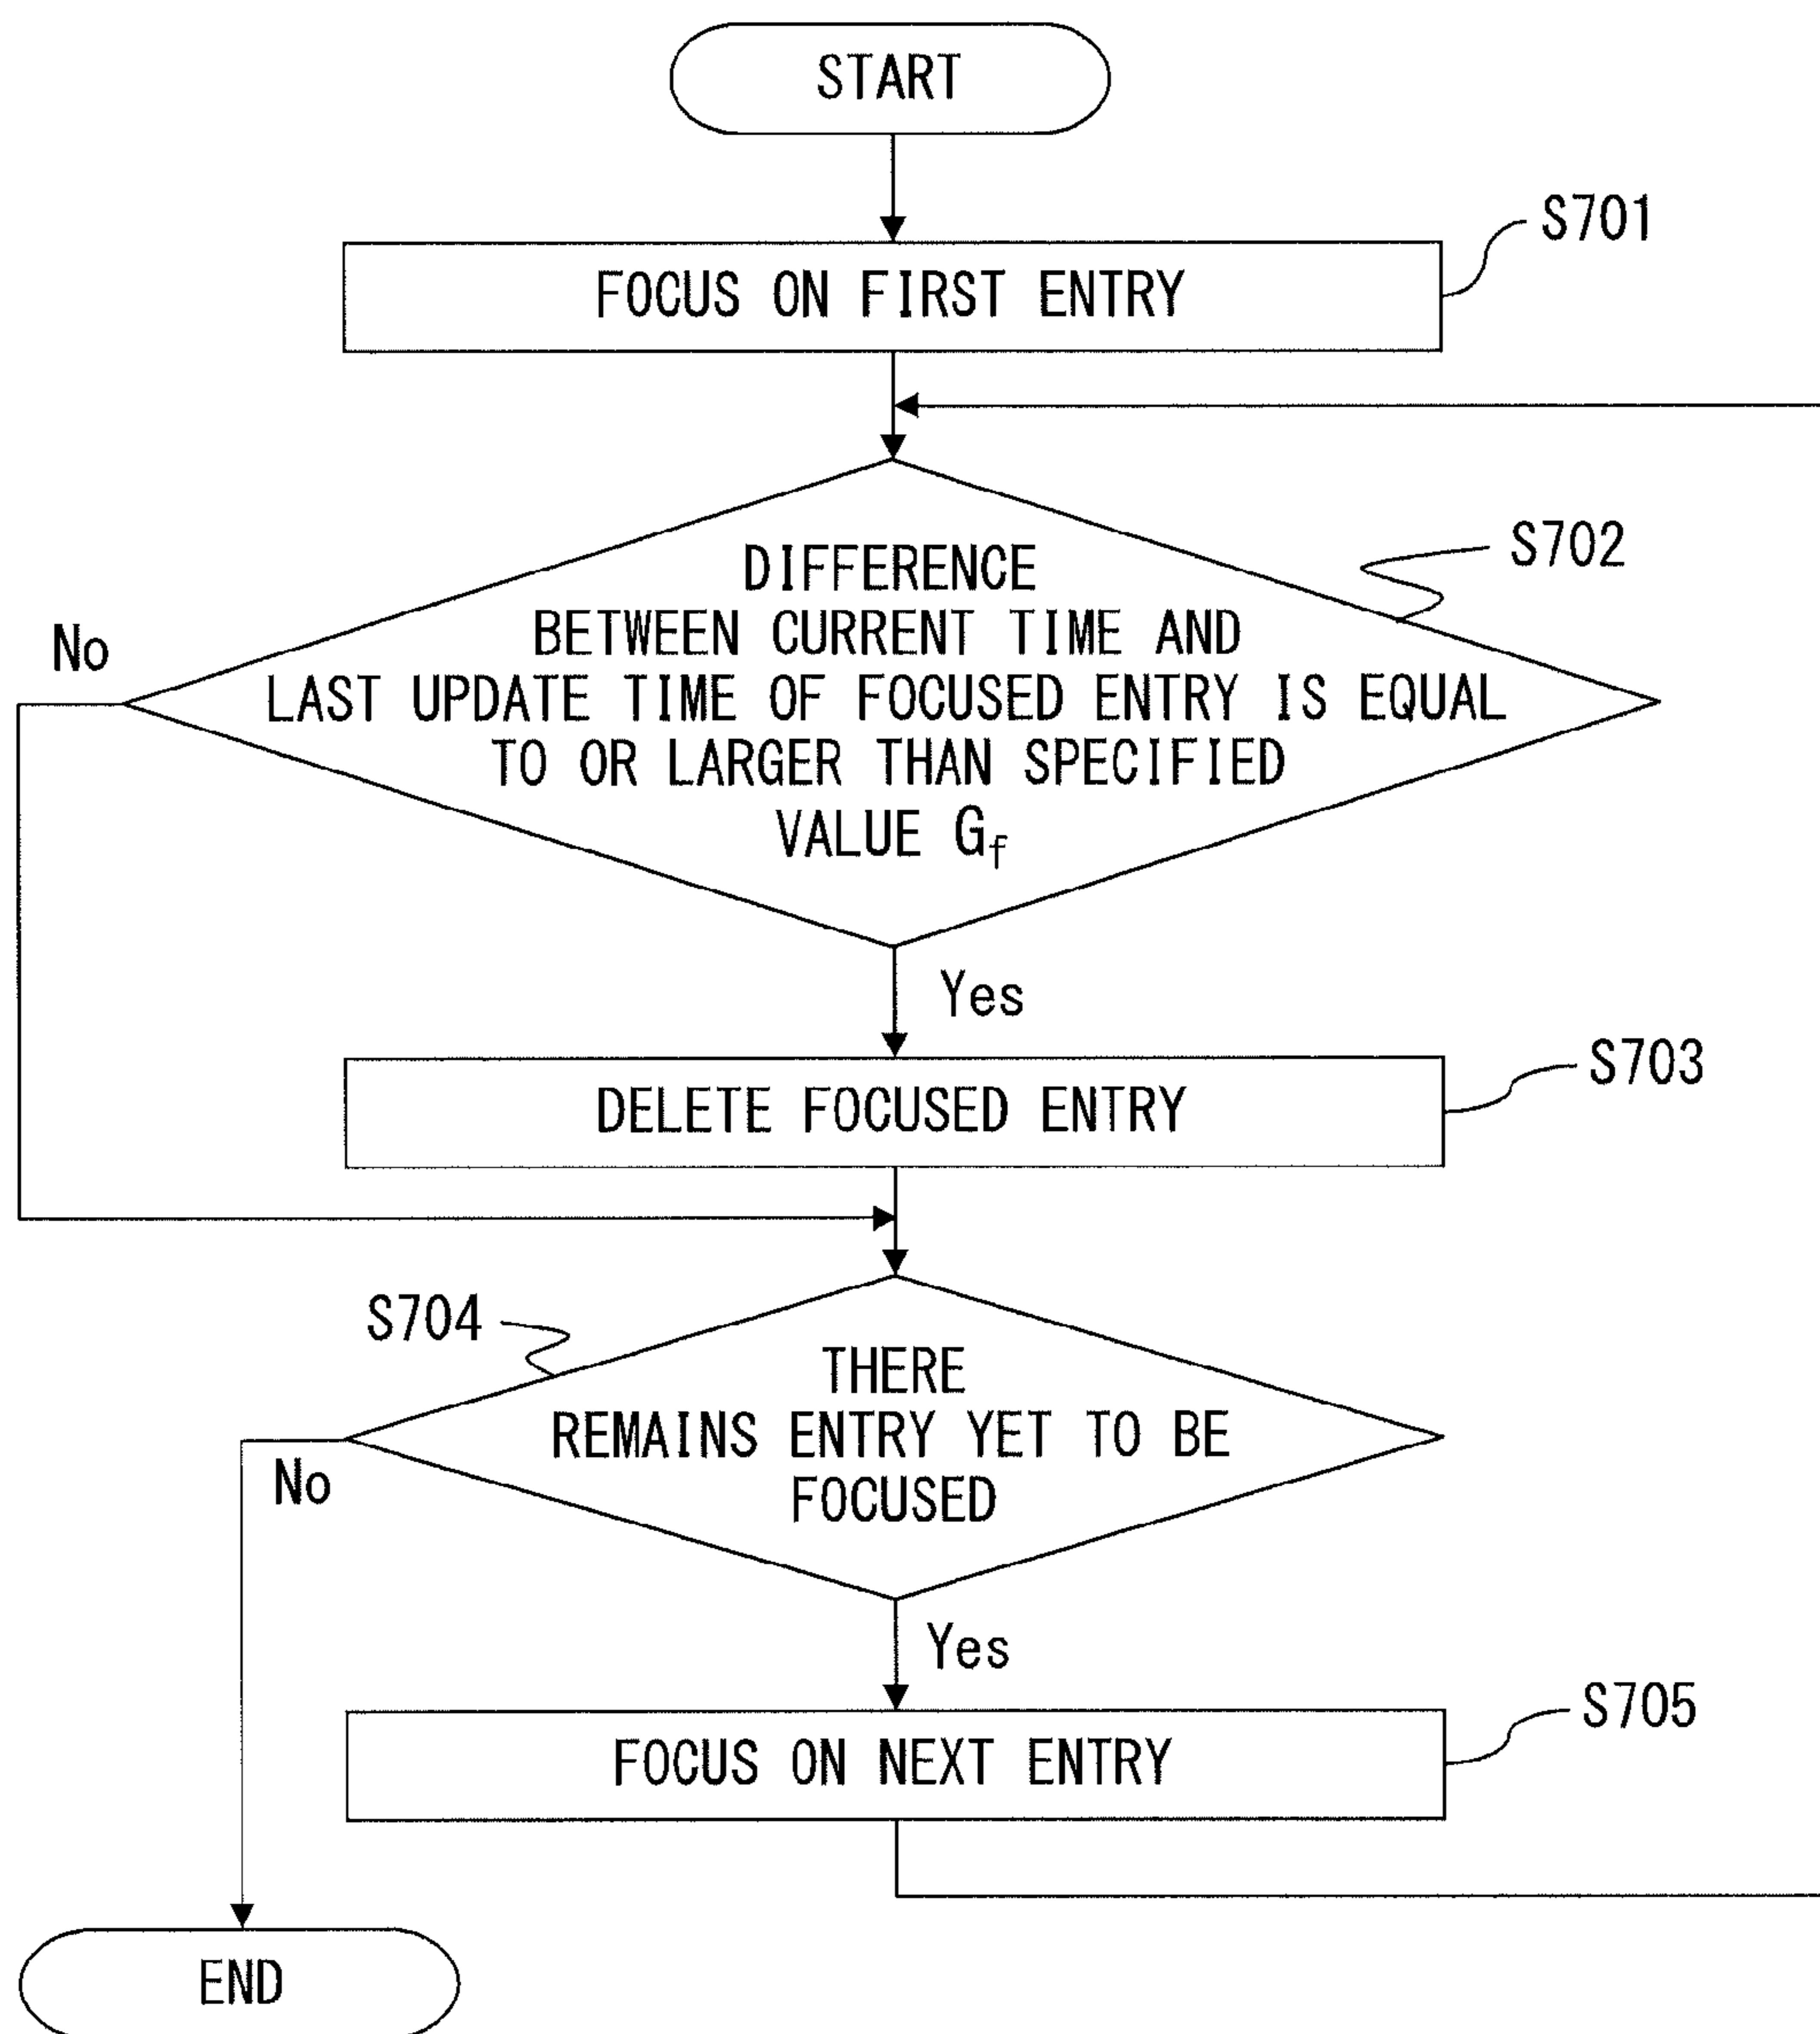 START
S701
FOCUS ON FIRST ENTRY
S702
DIFFERENCE
BETWEEN CURRENT TIME AND
No
LAST UPDATE TIME OF FOCUSED ENTRY IS EQUAL
TO OR LARGER THAN SPECIFIED
VALUE Gf
Yes
S703
DELETE FOCUSED ENTRY
S704
THERE
REMAINS ENTRY YET TO BE
FOCUSED
No
Yes
S705
FOCUS ON NEXT ENTRY
END